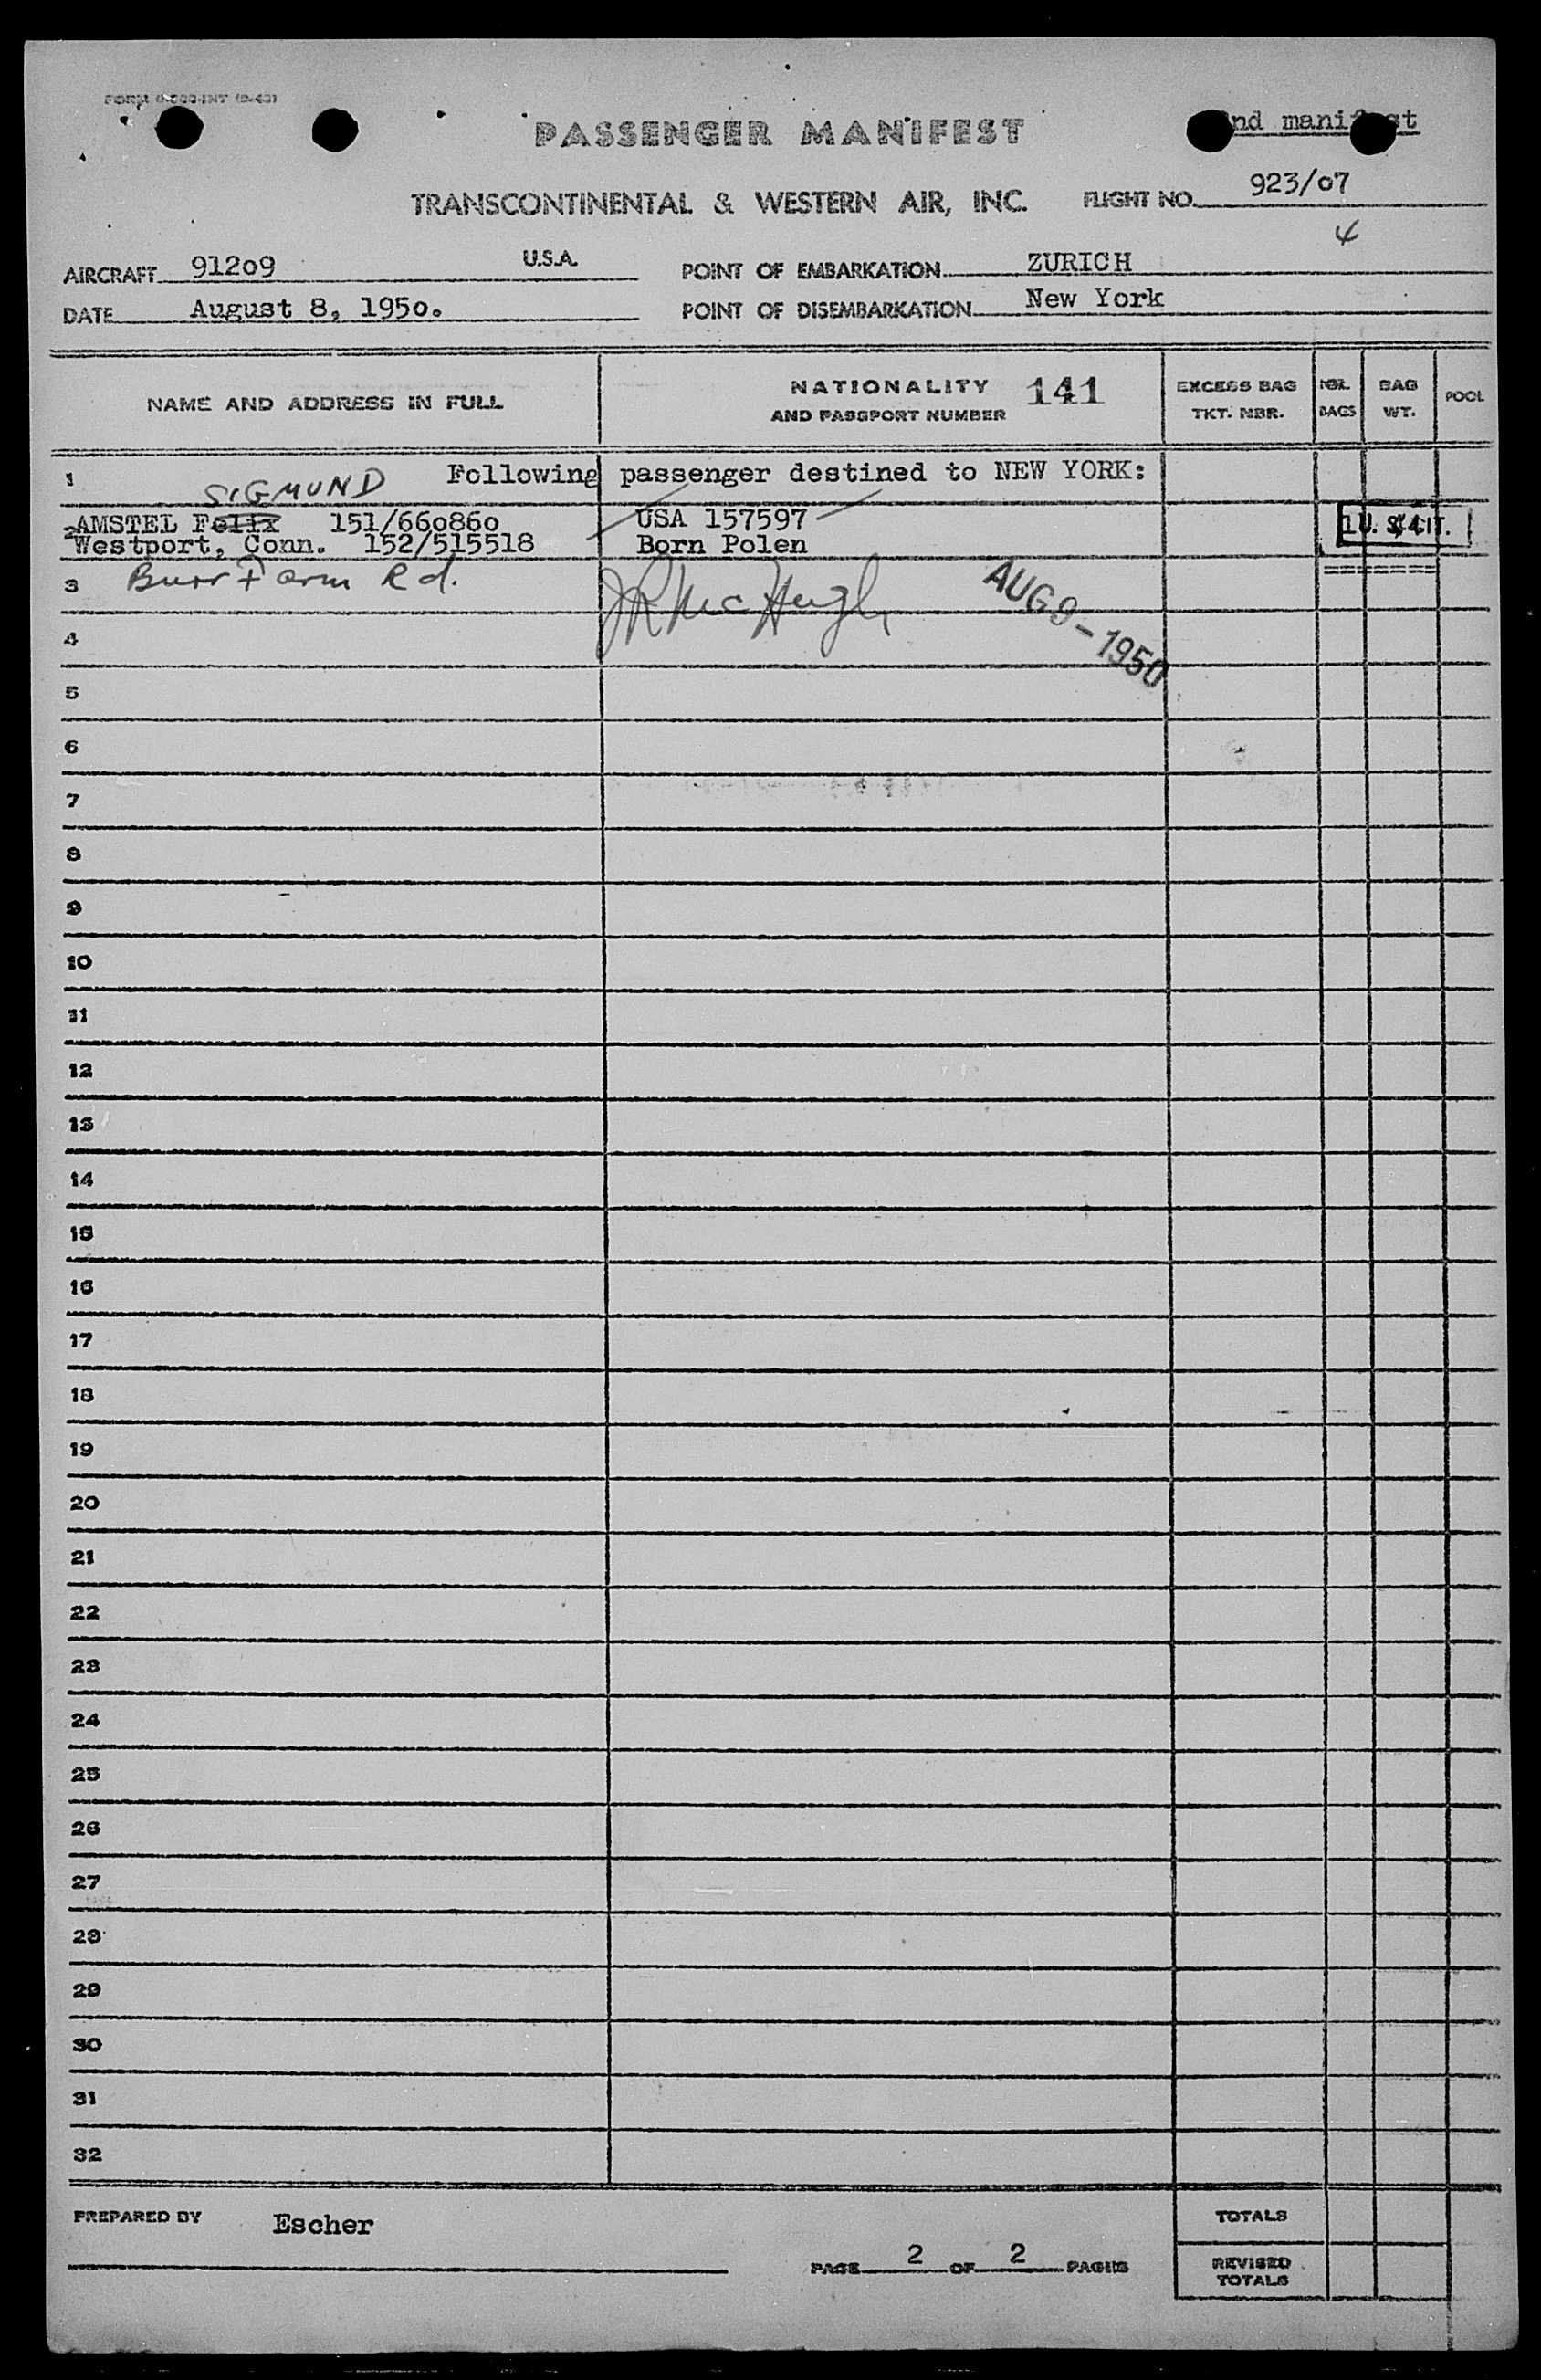 PASSENGER MANIFEST
nd manifest
TRANSCONTINENTAL & WESTERN AIR, INC.
FLIGHT NO. 923/07
4
AIRCRAFT 91209 U.S.A.
POINT OF EMBARKATION ZURICH
DATE August 8, 1950.
POINT OF DISEMBARKATION New York
NAME AND ADDRESS IN FULL
NATIONALITY 141
AND PASSPORT NUMBER
EXCESS BAG
TKT. NBR.
BAGS
BAG
WT.
POOL
1 Following passenger destined to NEW YORK:
SIGMUND
2 AMSTEL Felix 151/660860 USA 157597
Westport, Conn. 152/515518 Born Polen
U.S. CIT.
3 Burr Farm Rd.
JR McHugh
AUG 9 - 1950
4
5
6
7
8
9
10
11
12
13
14
15
16
17
18
19
20
21
22
23
24
25
26
27
28
29
30
31
32
PREPARED BY Escher
PAGE 2 OF 2 PAGES
TOTALS
REVISED
TOTALS